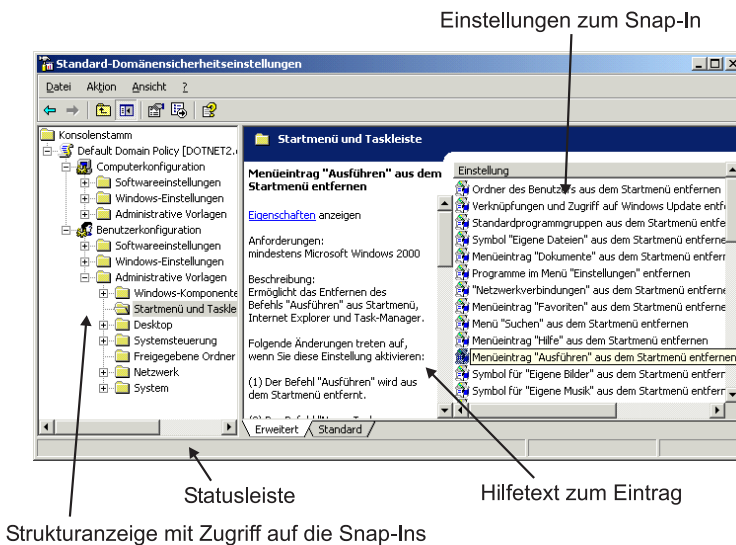 Einstellungen zum Snap-In
Standard-Domänensicherheitseinstellungen
Datei Aktion Ansicht ?
Konsolenstamm
Default Domain Policy [DOTNET2.
Computerkonfiguration
Softwareeinstellungen
Windows-Einstellungen
Administrative Vorlagen
Benutzerkonfiguration
Softwareeinstellungen
Windows-Einstellungen
Administrative Vorlagen
Windows-Komponente
Startmenü und Taskle
Desktop
Systemsteuerung
Freigegebene Ordner
Netzwerk
System
Startmenü und Taskleiste
Menüeintrag "Ausführen" aus dem
Startmenü entfernen
Eigenschaften anzeigen
Anforderungen:
mindestens Microsoft Windows 2000
Beschreibung:
Ermöglicht das Entfernen des
Befehls "Ausführen" aus Startmenü,
Internet Explorer und Task-Manager.
Folgende Änderungen treten auf,
wenn Sie diese Einstellung aktivieren:
(1) Der Befehl "Ausführen" wird aus
dem Startmenü entfernt.
Einstellung
Ordner des Benutzers aus dem Startmenü entfernen
Verknüpfungen und Zugriff auf Windows Update entfe
Standardprogrammgruppen aus dem Startmenü entfe
Symbol "Eigene Dateien" aus dem Startmenü entferne
Menüeintrag "Dokumente" aus dem Startmenü entfern
Programme im Menü "Einstellungen" entfernen
"Netzwerkverbindungen" aus dem Startmenü entferne
Menüeintrag "Favoriten" aus dem Startmenü entferne
Menü "Suchen" aus dem Startmenü entfernen
Menüeintrag "Hilfe" aus dem Startmenü entfernen
Menüeintrag "Ausführen" aus dem Startmenü entfernen
Symbol für "Eigene Bilder" aus dem Startmenü entfern
Symbol für "Eigene Musik" aus dem Startmenü entfern
Erweitert Standard
Statusleiste
Hilfetext zum Eintrag
Strukturanzeige mit Zugriff auf die Snap-Ins